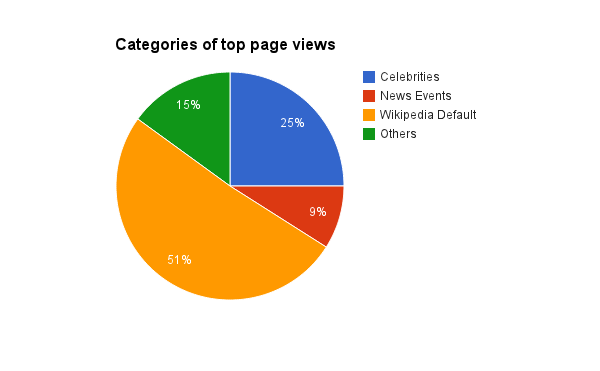 Categories of top page views
Celebrities
News Events
Wikipedia Default
Others
15%
25%
9%
51%